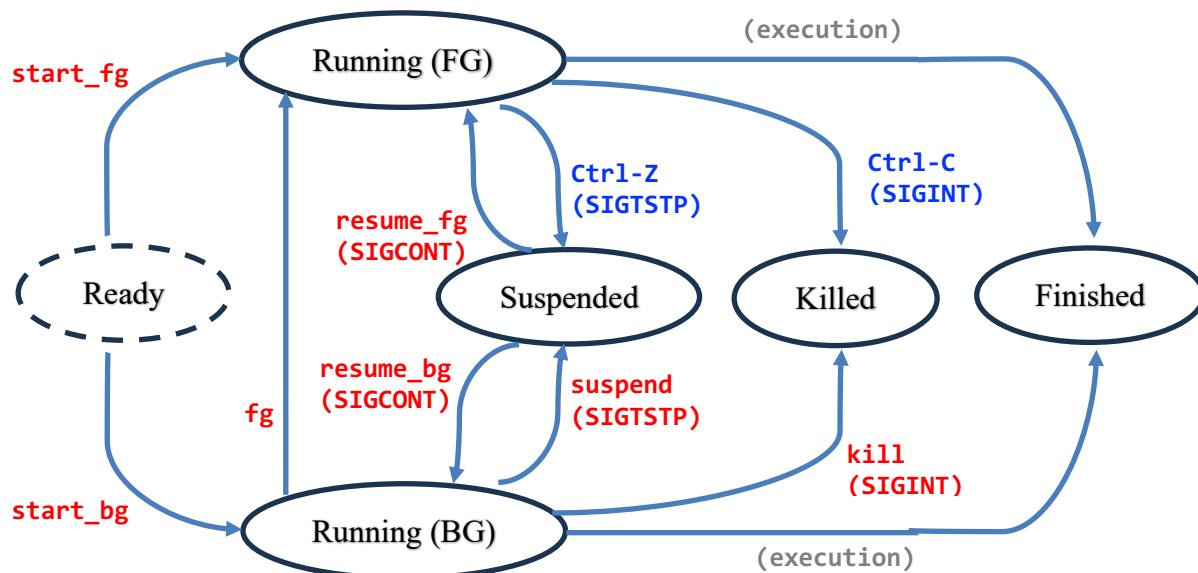 (execution)
Running (FG)
start_fg
Ctrl-Z
(SIGTSTP)
Ctrl-C
(SIGINT)
resume_fg
(SIGCONT)
Ready
Suspended
Killed
Finished
resume_bg
(SIGCONT)
suspend
(SIGTSTP)
fg
kill
(SIGINT)
start_bg
Running (BG)
(execution)